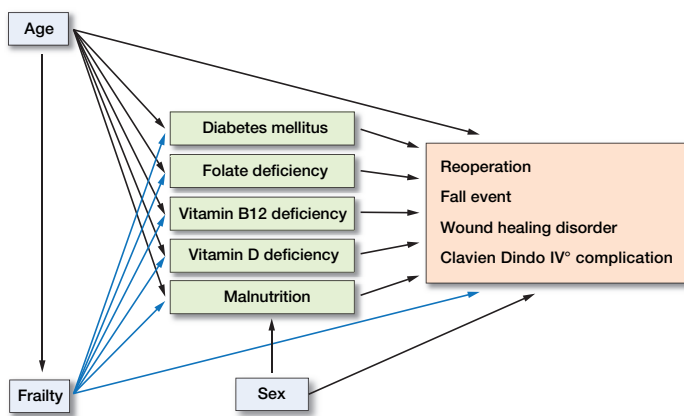 Age
Diabetes mellitus
Folate deficiency
Vitamin B12 deficiency
Vitamin D deficiency
Malnutrition
Reoperation
Fall event
Wound healing disorder
Clavien Dindo IV° complication
Frailty
Sex